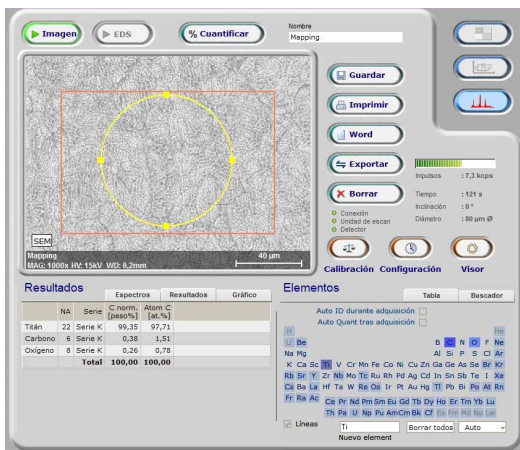 Imagen
EDS
% Cuantificar
Nombre
Mapping
Guardar
Imprimir
Word
Exportar
Borrar
Conexión
Unidad de escan
Detector
Impulsos : 7,3 kcps
Tiempo : 121 s
Inclinación : 0°
Diámetro : 80 µm Ø
SEM
Mapping
MAG: 1000x HV: 15kV WD: 8,2mm
40 µm
Calibración Configuración Visor
Resultados
Espectros Resultados Gráfico
NA Serie C norm. [peso%] Atom C [at.%]
Titán 22 Serie K 99,35 97,71
Carbono 6 Serie K 0,38 1,51
Oxígeno 8 Serie K 0,26 0,78
Total 100,00 100,00
Elementos
Tabla Buscador
Auto ID durante adquisición
Auto Quant tras adquisición
H He
Li Be B C N O F Ne
Na Mg Al Si P S Cl Ar
K Ca Sc Ti V Cr Mn Fe Co Ni Cu Zn Ga Ge As Se Br Kr
Rb Sr Y Zr Nb Mo Tc Ru Rh Pd Ag Cd In Sn Sb Te I Xe
Cs Ba La Hf Ta W Re Os Ir Pt Au Hg Tl Pb Bi Po At Rn
Fr Ra Ac
Ce Pr Nd Pm Sm Eu Gd Tb Dy Ho Er Tm Yb Lu
Th Pa U Np Pu Am Cm Bk Cf Es Fm Md No Lw
Líneas
Ti
Borrar todos
Auto
Nuevo element